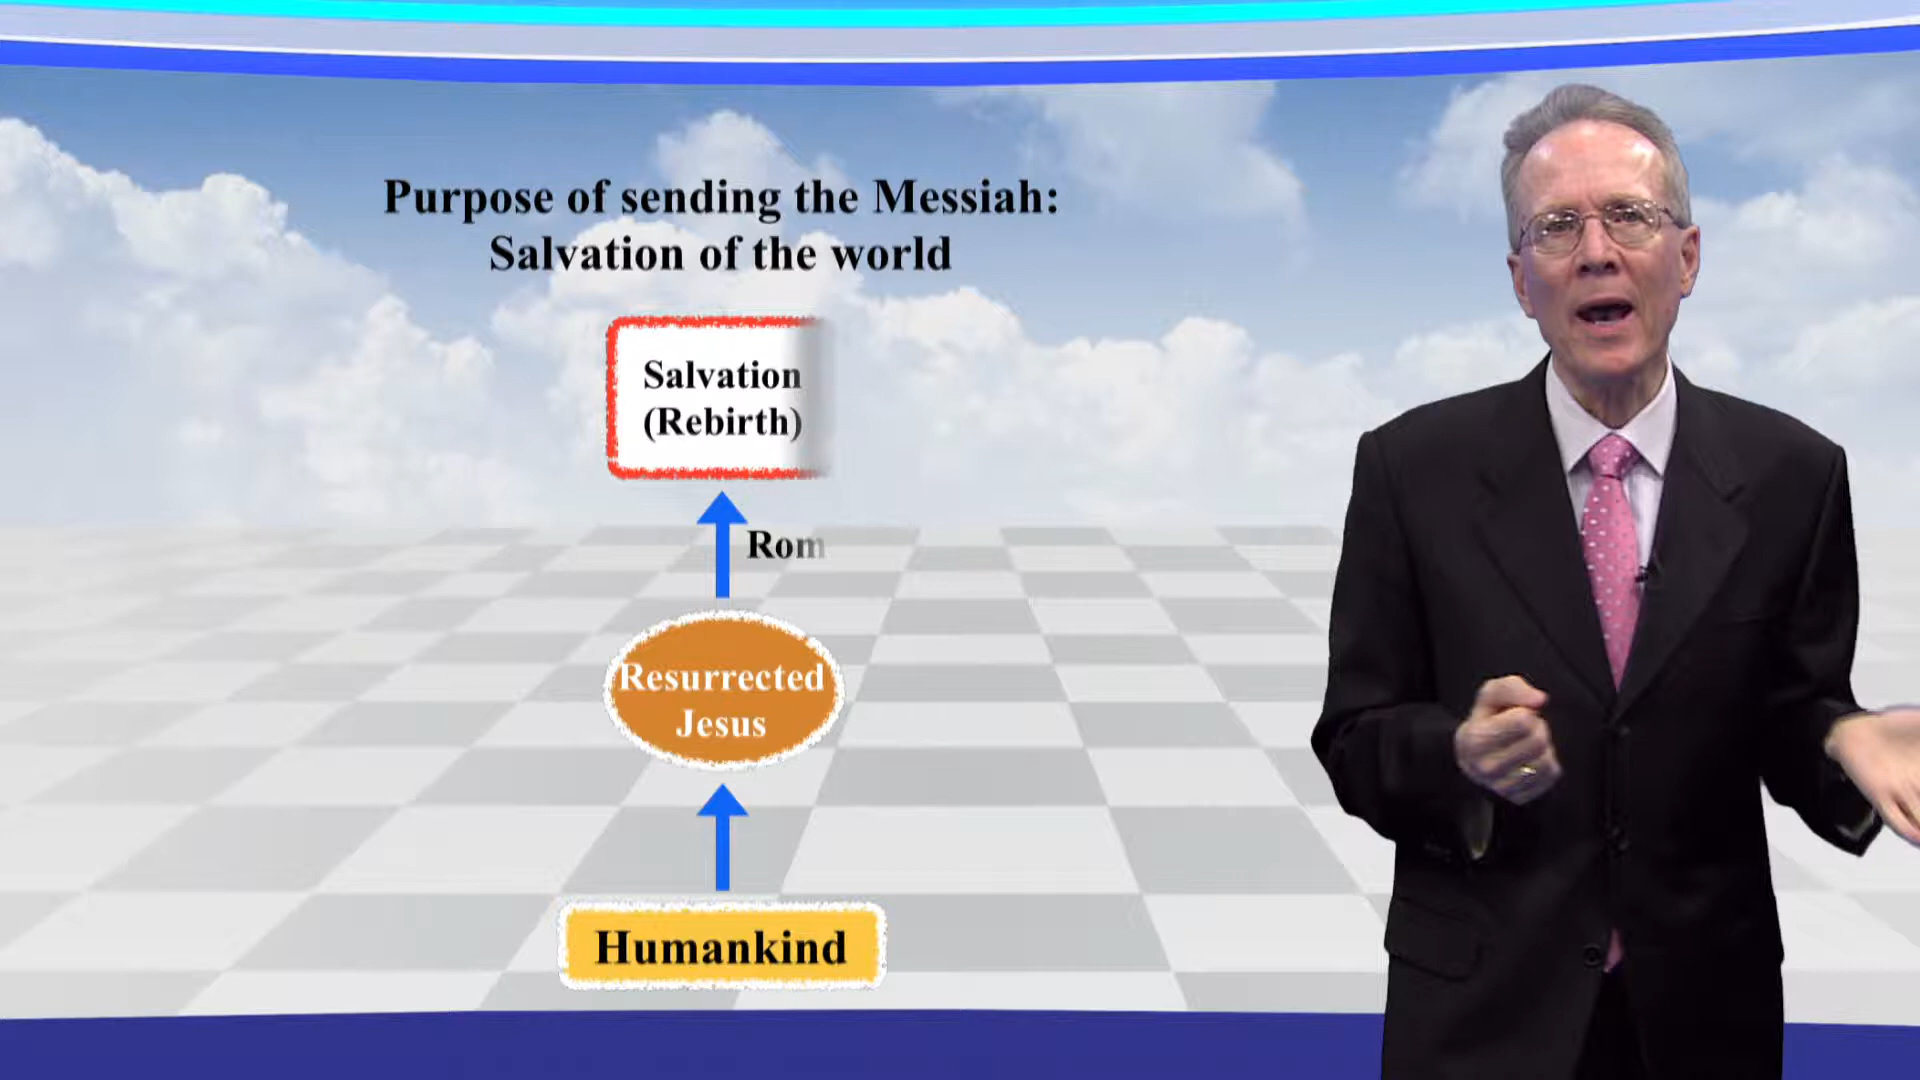 Purpose of sending the Messiah:
Salvation of the world
Salvation
(Rebirth)
Rom
Resurrected
Jesus
Humankind